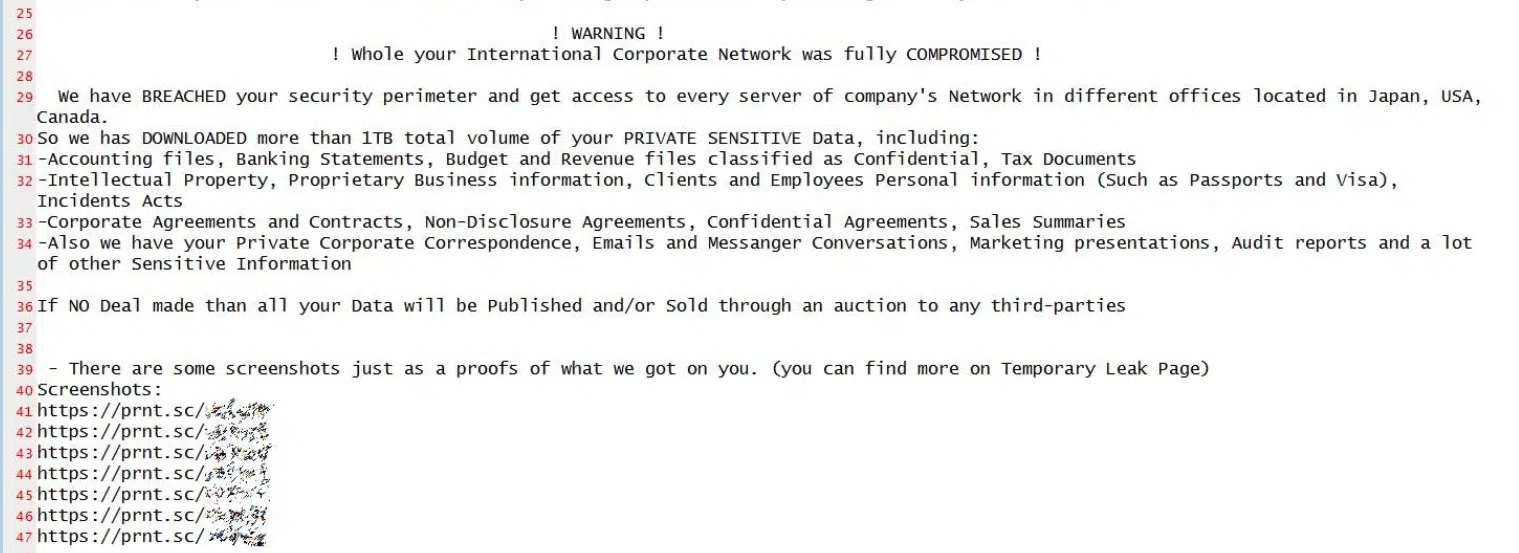 25
26 ! WARNING !
27 ! Whole your International Corporate Network was fully COMPROMISED !
28
29 We have BREACHED your security perimeter and get access to every server of company's Network in different offices located in Japan, USA,
Canada.
30 So we has DOWNLOADED more than 1TB total volume of your PRIVATE SENSITIVE Data, including:
31 -Accounting files, Banking Statements, Budget and Revenue files classified as Confidential, Tax Documents
32 -Intellectual Property, Proprietary Business information, Clients and Employees Personal information (Such as Passports and Visa),
Incidents Acts
33 -Corporate Agreements and Contracts, Non-Disclosure Agreements, Confidential Agreements, Sales Summaries
34 -Also we have your Private Corporate Correspondence, Emails and Messanger Conversations, Marketing presentations, Audit reports and a lot
of other Sensitive Information
35
36 If NO Deal made than all your Data will be Published and/or Sold through an auction to any third-parties
37
38
39 - There are some screenshots just as a proofs of what we got on you. (you can find more on Temporary Leak Page)
40 Screenshots:
41 https://prnt.sc/
42 https://prnt.sc/
43 https://prnt.sc/
44 https://prnt.sc/
45 https://prnt.sc/
46 https://prnt.sc/
47 https://prnt.sc/